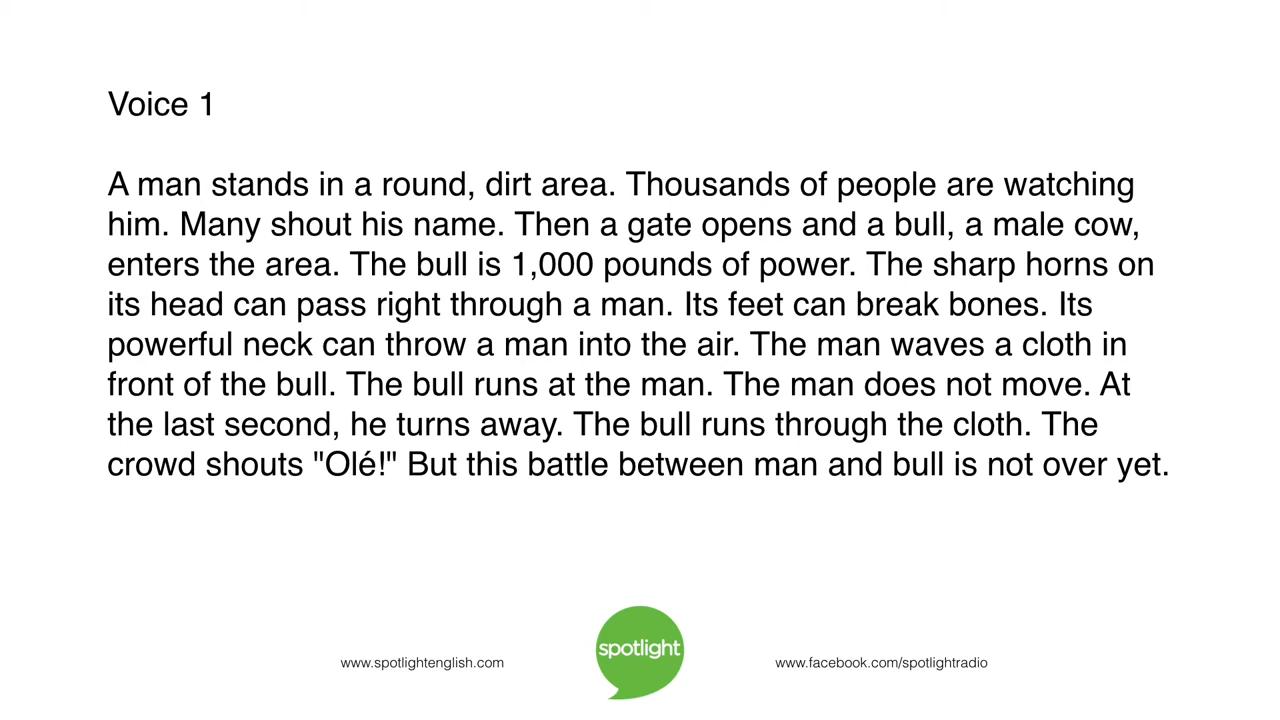 Voice 1
A man stands in a round, dirt area. Thousands of people are watching
him. Many shout his name. Then a gate opens and a bull, a male cow,
enters the area. The bull is 1,000 pounds of power. The sharp horns on
its head can pass right through a man. Its feet can break bones. Its
powerful neck can throw a man into the air. The man waves a cloth in
front of the bull. The bull runs at the man. The man does not move. At
the last second, he turns away. The bull runs through the cloth. The
crowd shouts "Olé!" But this battle between man and bull is not over yet.
spotlight
www.spotlightenglish.com
www.facebook.com/spotlightradio